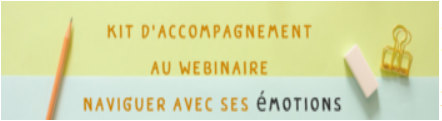 KIT D'ACCOMPAGNEMENT
AU WEBINAIRE
NAVIGUER AVEC SES ÉMOTIONS